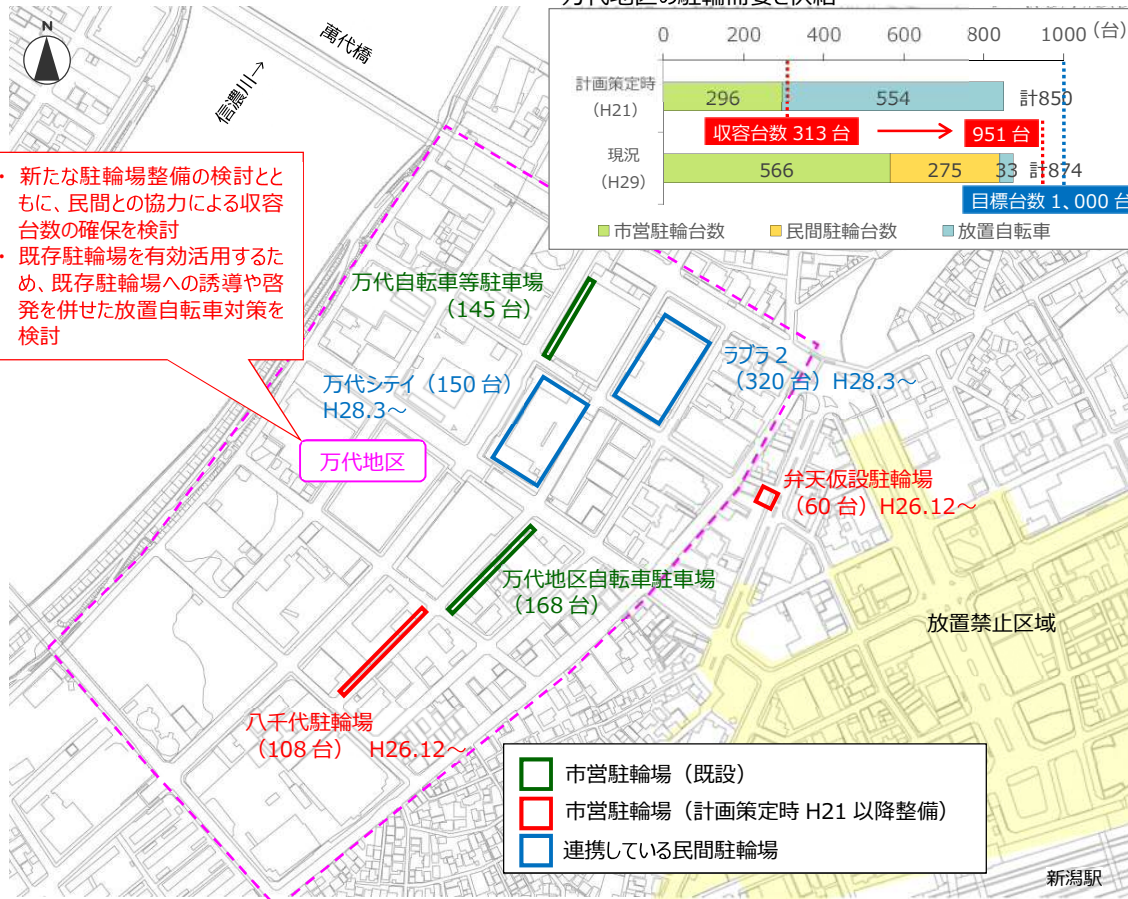 万代地区の駐輪需要と供給
0 200 400 600 800 1000 (台)
計画策定時
(H21)
296 554 計850
収容台数 313 台 951 台
現況
(H29)
566 275 33 計874
目標台数 1、000 台
市営駐輪台数 民間駐輪台数 放置自転車
N
萬代橋
信濃川→
・ 新たな駐輪場整備の検討とと
もに、民間との協力による収容
台数の確保を検討
・ 既存駐輪場を有効活用するた
め、既存駐輪場への誘導や啓
発を併せた放置自転車対策を
検討
万代自転車等駐車場
(145 台)
ラブラ 2
(320 台) H28.3～
万代シテイ (150 台)
H28.3～
万代地区
弁天仮設駐輪場
(60 台) H26.12～
万代地区自転車駐車場
(168 台)
放置禁止区域
八千代駐輪場
(108 台) H26.12～
市営駐輪場（既設）
市営駐輪場（計画策定時 H21 以降整備）
連携している民間駐輪場
新潟駅